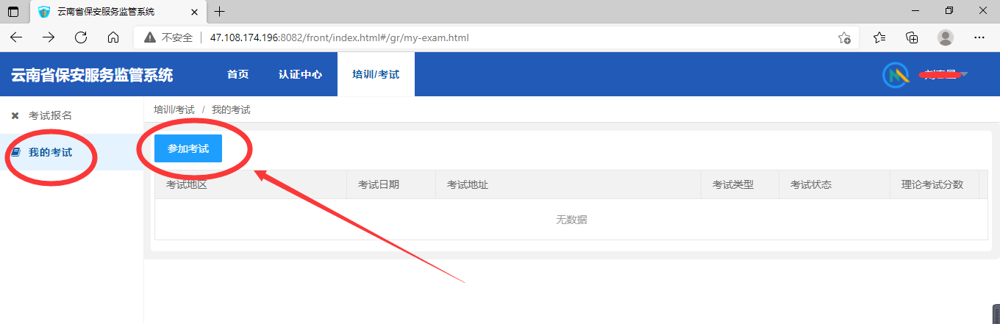 云南省保安服务监管系统
不安全 47.108.174.196:8082/front/index.html#/gr/my-exam.html
云南省保安服务监管系统 首页 认证中心 培训/考试
考试报名
培训/考试 / 我的考试
我的考试
参加考试
考试地区 考试日期 考试地址 考试类型 考试状态 理论考试分数
无数据